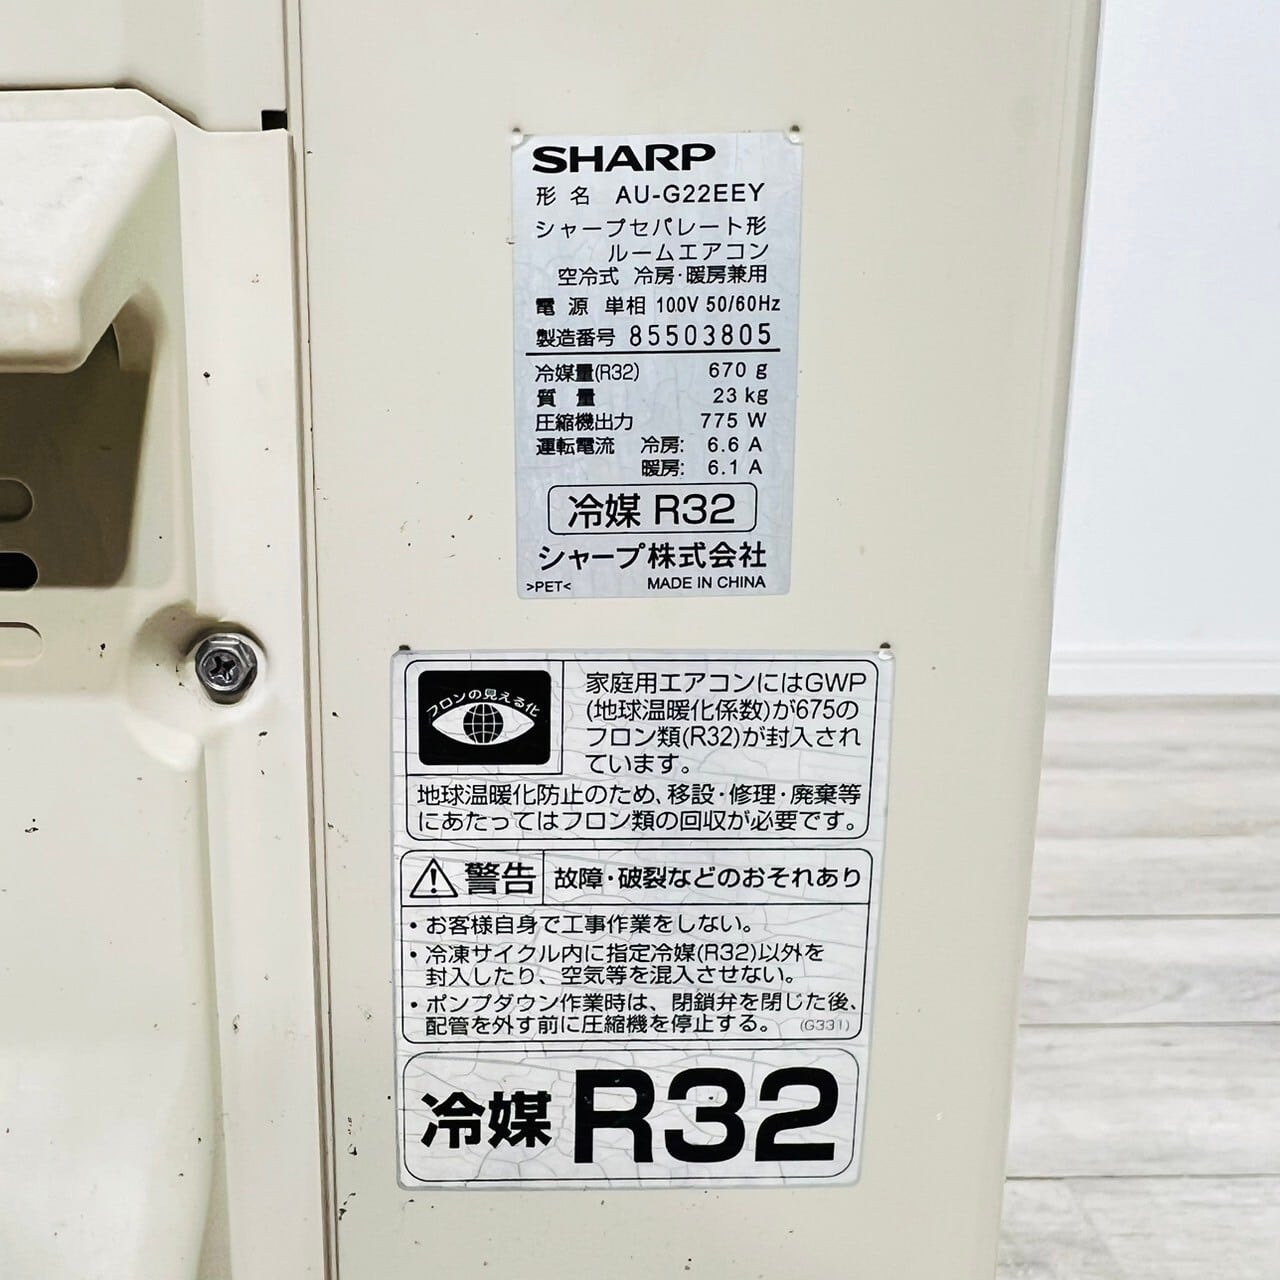 SHARP
形名 AU-G22EEY
シャープセパレート形
ルームエアコン
空冷式 冷房・暖房兼用
電源 単相 100V 50/60Hz
製造番号 85503805
冷媒量(R32) 670 g
質量 23 kg
圧縮機出力 775 W
運転電流 冷房: 6.6 A
暖房: 6.1 A
冷媒 R32
シャープ株式会社
>PET< MADE IN CHINA
フロンの見える化
家庭用エアコンにはGWP
(地球温暖化係数)が675の
フロン類(R32)が封入され
ています。
地球温暖化防止のため、移設・修理・廃棄等
にあたってはフロン類の回収が必要です。
警告 故障・破裂などのおそれあり
・お客様自身で工事作業をしない。
・冷凍サイクル内に指定冷媒(R32)以外を
封入したり、空気等を混入させない。
・ポンプダウン作業時は、閉鎖弁を閉じた後、
配管を外す前に圧縮機を停止する。 (G331)
冷媒 R32